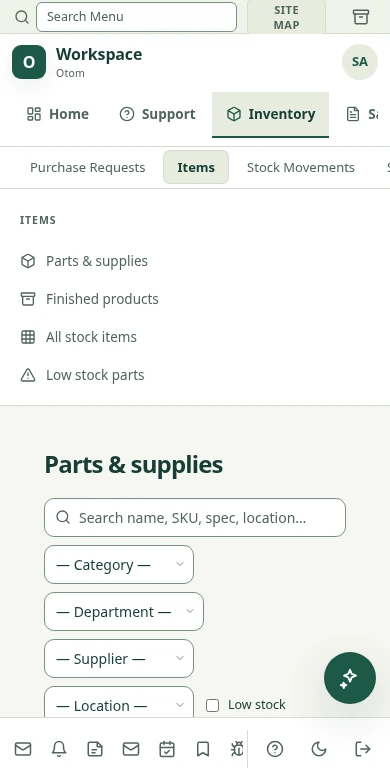 Search Menu
SITE
MAP
O
Workspace
Otom
SA
Home
Support
Inventory
Purchase Requests
Items
Stock Movements
ITEMS
Parts & supplies
Finished products
All stock items
Low stock parts
Parts & supplies
Search name, SKU, spec, location...
— Category —
— Department —
— Supplier —
— Location —
Low stock